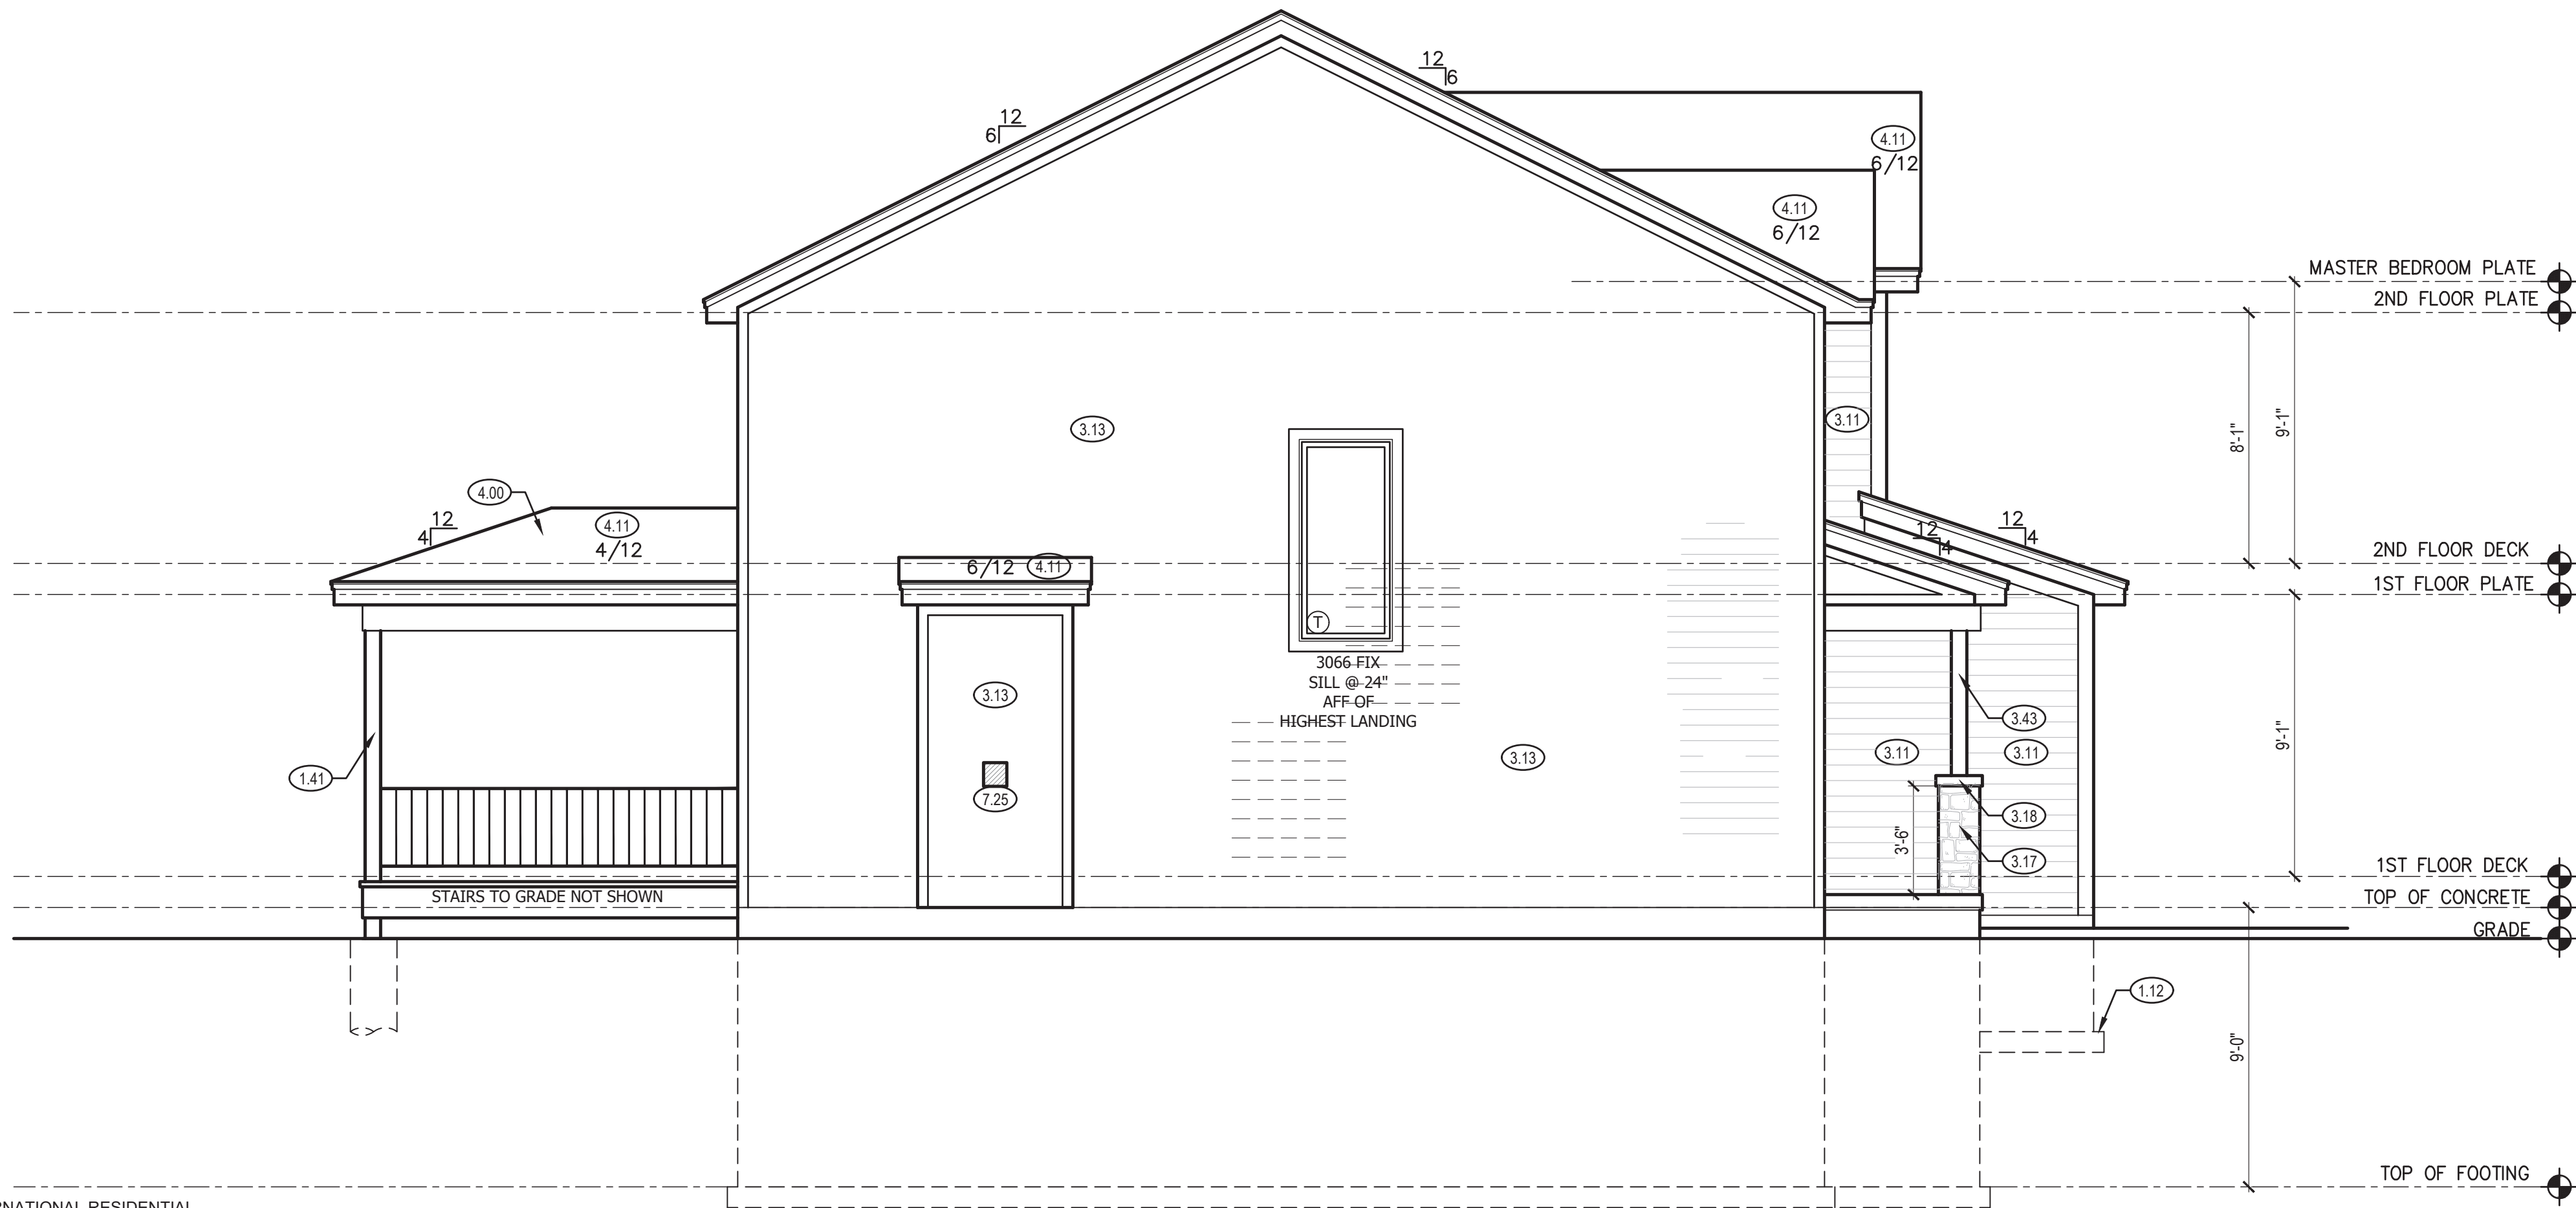 12
6
12
6
4.11
6/12
4.11
6/12
MASTER BEDROOM PLATE
2ND FLOOR PLATE
3.13
3.11
8'-1"
9'-1"
4.00
12
4
4.11
4/12
12
4
12
4
2ND FLOOR DECK
6/12 4.11
1ST FLOOR PLATE
T
3066 FIX
SILL @ 24"
AFF OF
HIGHEST LANDING
3.13
3.43
9'-1"
3.13
3.11
3.11
1.41
7.25
3.18
3'-6"
3.17
1ST FLOOR DECK
STAIRS TO GRADE NOT SHOWN
TOP OF CONCRETE
GRADE
1.12
9'-0"
TOP OF FOOTING
RNATIONAL RESIDENTIAL